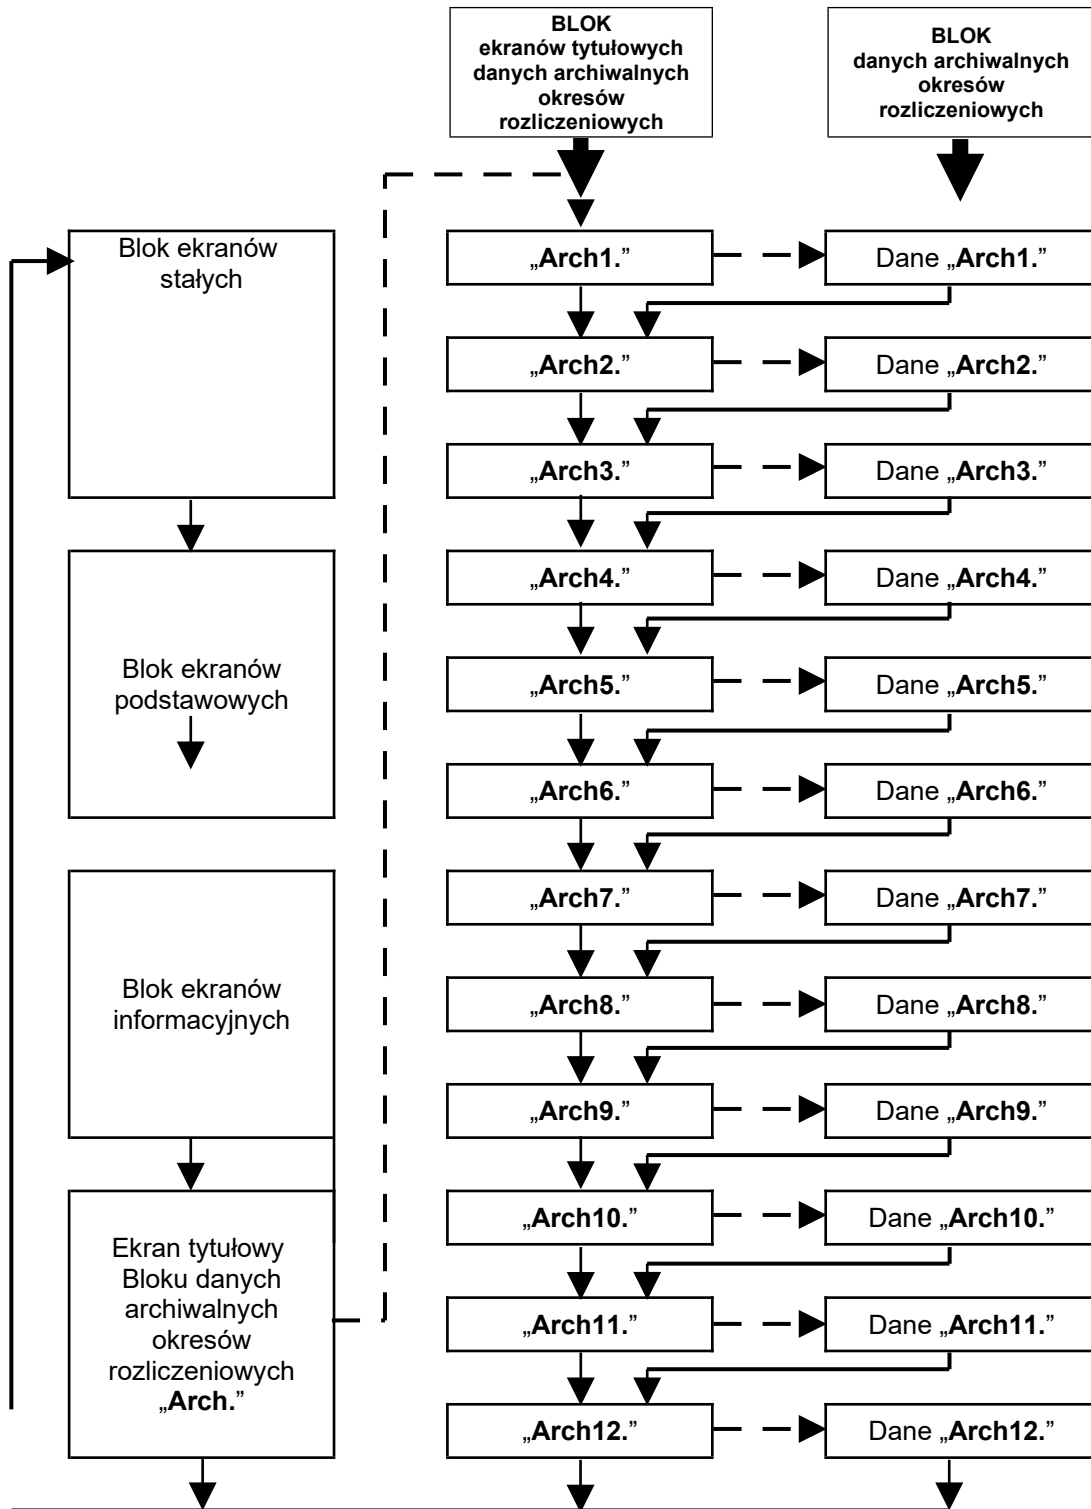 BLOK
ekranów tytułowych
danych archiwalnych
okresów
rozliczeniowych
BLOK
danych archiwalnych
okresów
rozliczeniowych
Blok ekranów
stałych
Blok ekranów
podstawowych
Blok ekranów
informacyjnych
Ekran tytułowy
Bloku danych
archiwalnych
okresów
rozliczeniowych
„Arch.”
„Arch1.”
Dane „Arch1.”
„Arch2.”
Dane „Arch2.”
„Arch3.”
Dane „Arch3.”
„Arch4.”
Dane „Arch4.”
„Arch5.”
Dane „Arch5.”
„Arch6.”
Dane „Arch6.”
„Arch7.”
Dane „Arch7.”
„Arch8.”
Dane „Arch8.”
„Arch9.”
Dane „Arch9.”
„Arch10.”
Dane „Arch10.”
„Arch11.”
Dane „Arch11.”
„Arch12.”
Dane „Arch12.”